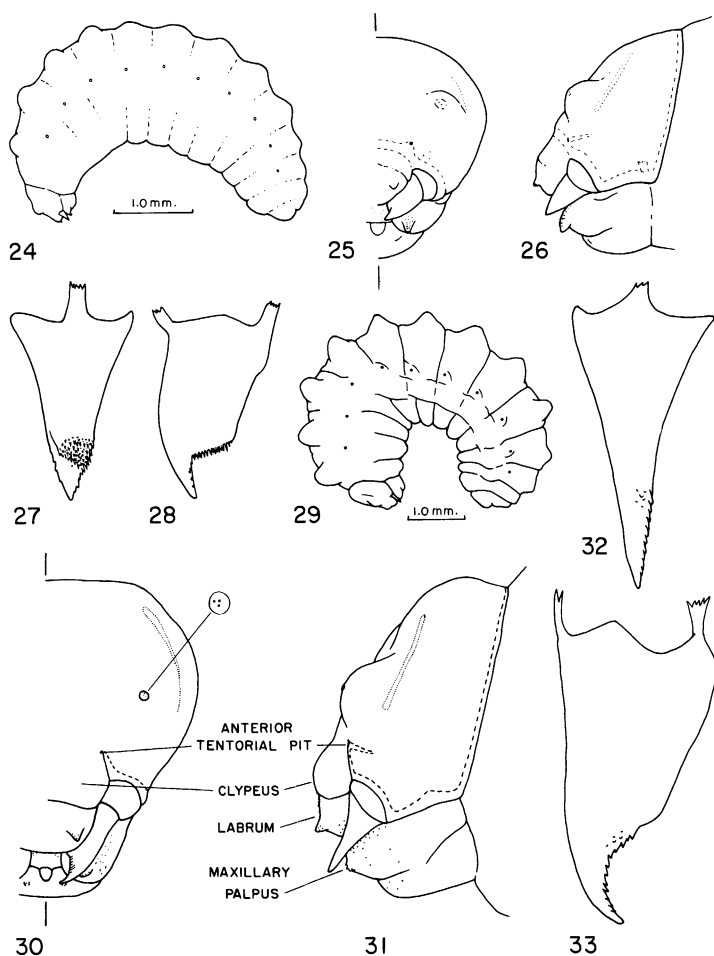 1.0 mm.
24
25
26
27
28
1.0 mm.
29
32
ANTERIOR
TENTORIAL PIT
CLYPEUS
LABRUM
MAXILLARY
PALPUS
30
31
33